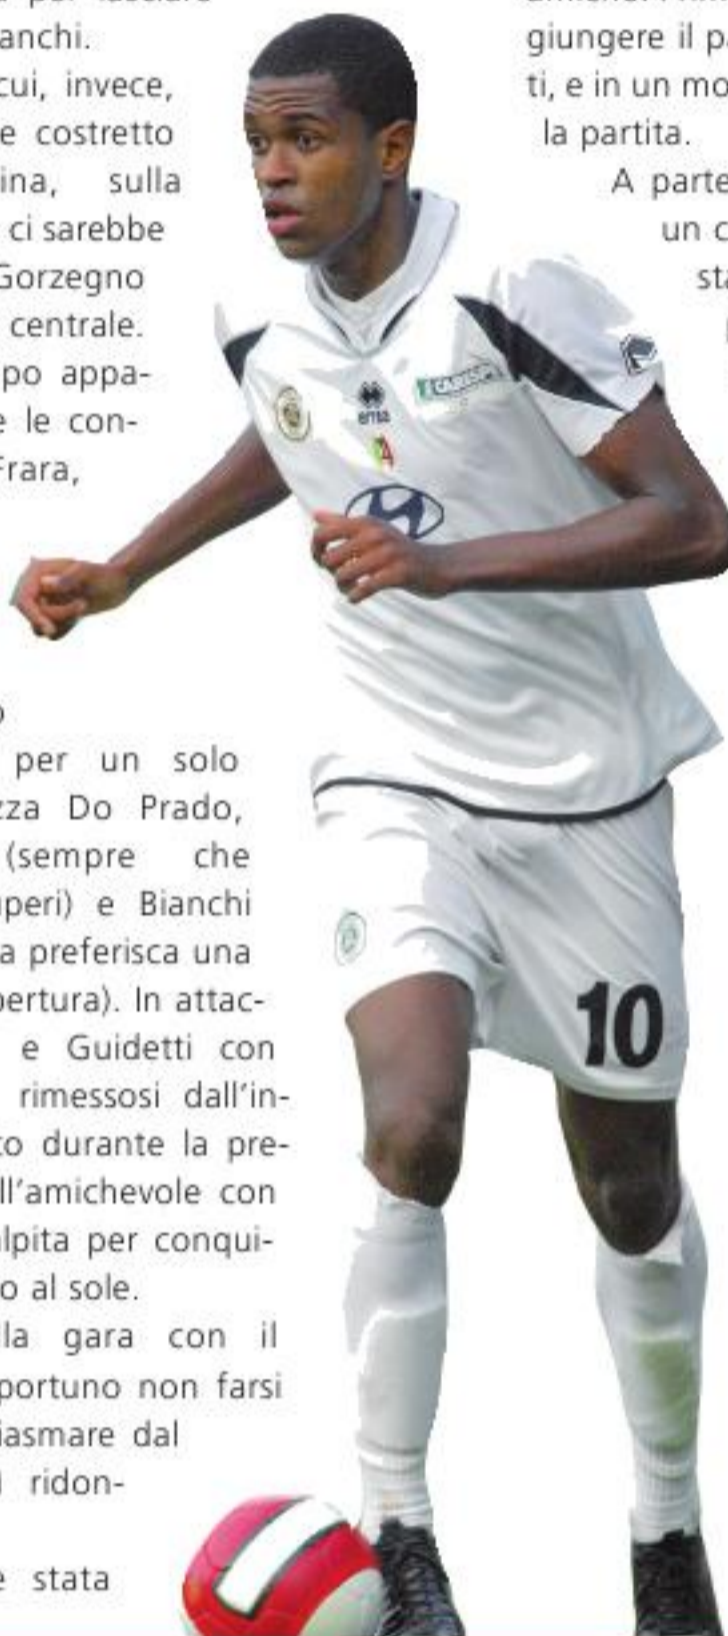 anchi.
cui, invece,
e costretto
ina, sulla
ci sarebbe
Gorzegno
centrale.
po appa-
e le con-
Frara,
o
per un solo
zza Do Prado,
(sempre che
uperi) e Bianchi
a preferisca una
pertura). In attac-
e Guidetti con
rimessosi dall'in-
to durante la pre-
ll'amichevole con
alpita per conqui-
o al sole.
lla gara con il
portuno non farsi
iasmare dal
ridon-
e stata
giungere il pa
ti, e in un mo
la partita.
A parte
un c
sta
errea
10